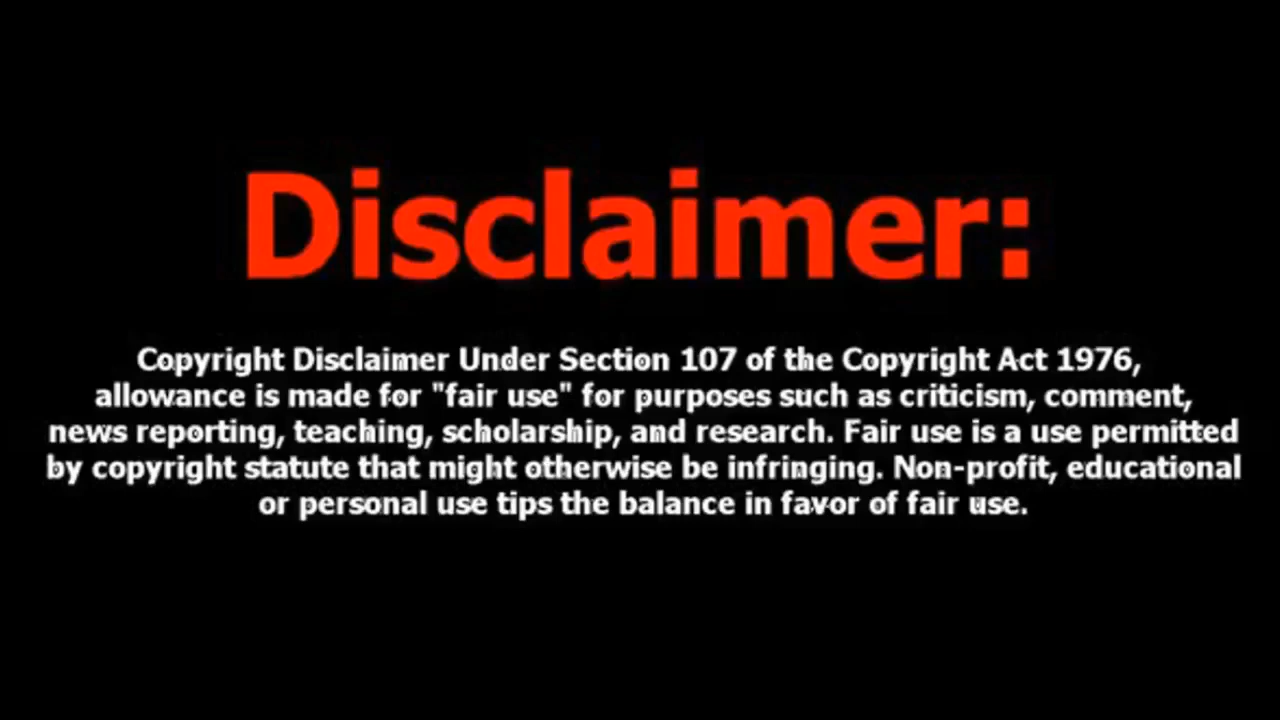 Disclaimer:
Copyright Disclaimer Under Section 107 of the Copyright Act 1976,
allowance is made for "fair use" for purposes such as criticism, comment,
news reporting, teaching, scholarship, and research. Fair use is a use permitted
by copyright statute that might otherwise be infringing. Non-profit, educational
or personal use tips the balance in favor of fair use.